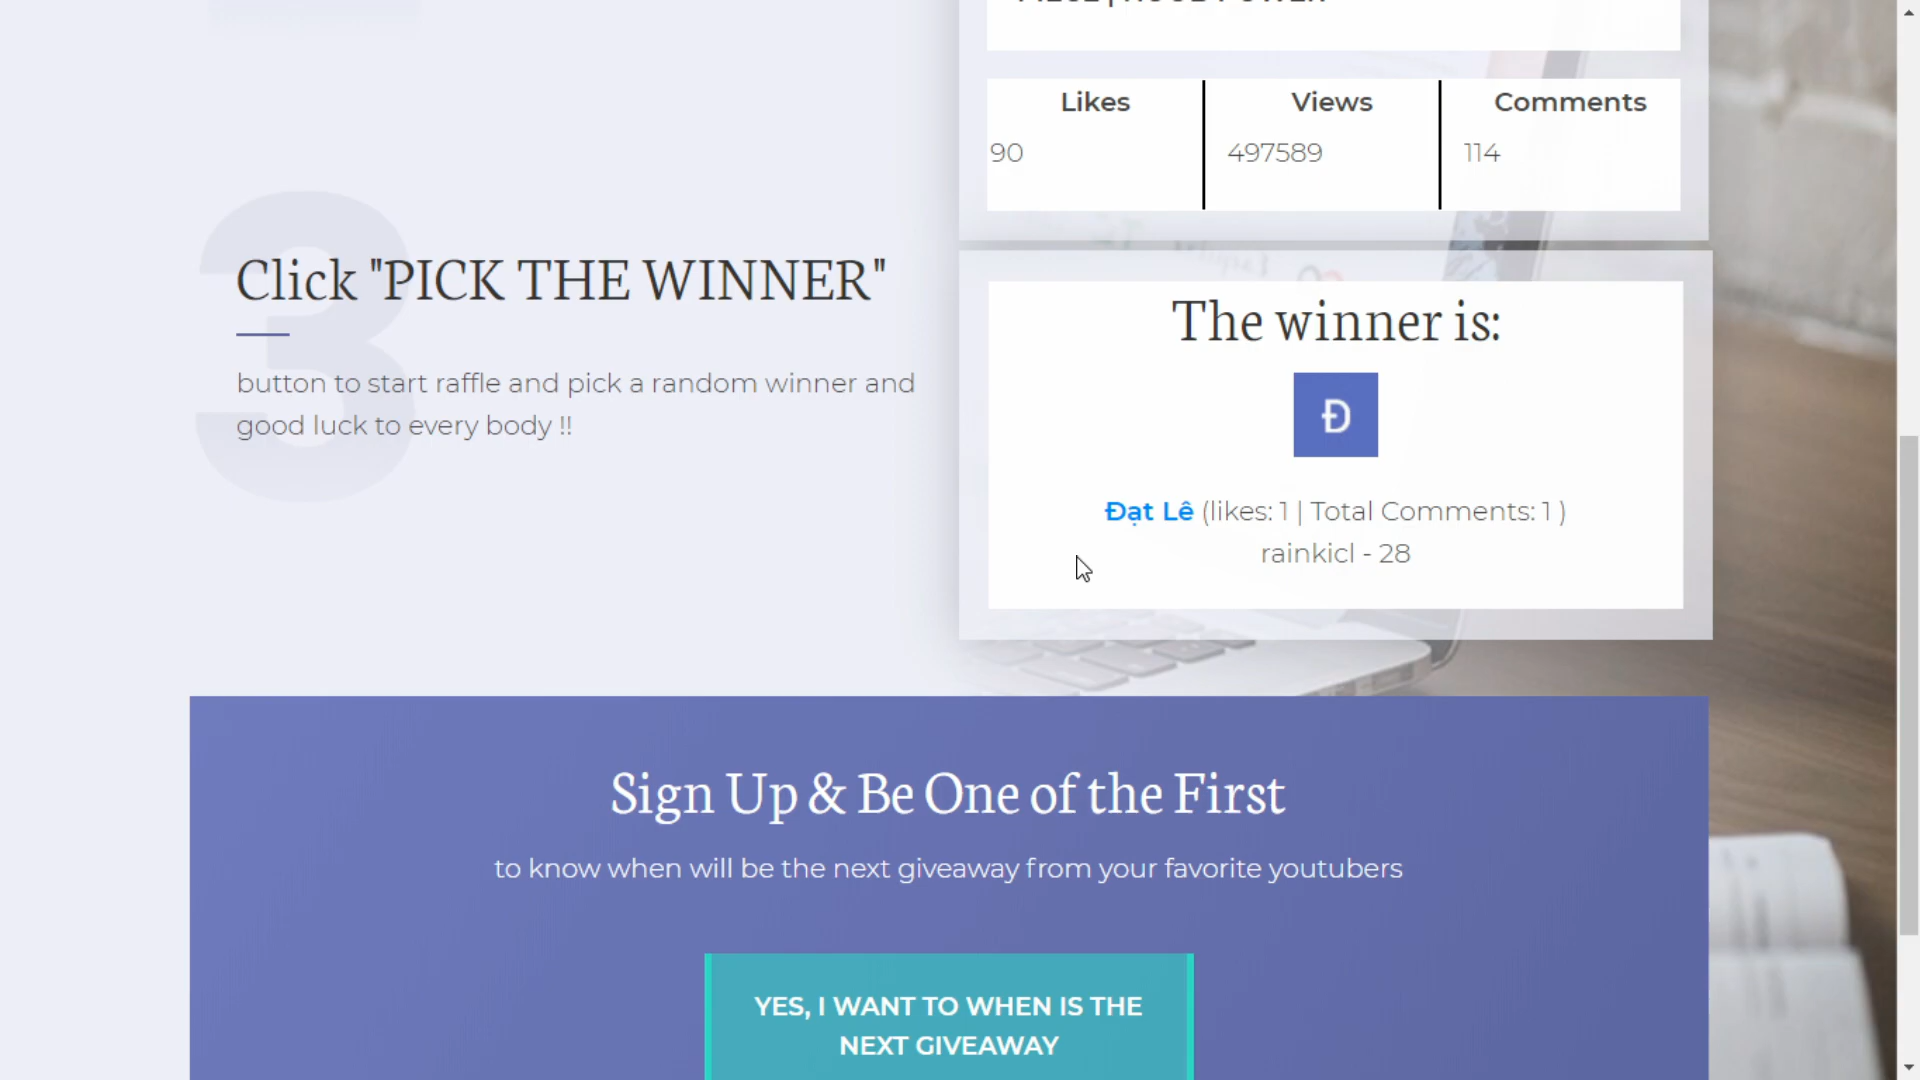 Likes
Views
Comments
90
497589
114
3
Click "PICK THE WINNER"
button to start raffle and pick a random winner and
good luck to every body !!
The winner is:
Đ
Đạt Lê (likes: 1 | Total Comments: 1 )
rainkicl - 28
Sign Up & Be One of the First
to know when will be the next giveaway from your favorite youtubers
YES, I WANT TO WHEN IS THE
NEXT GIVEAWAY